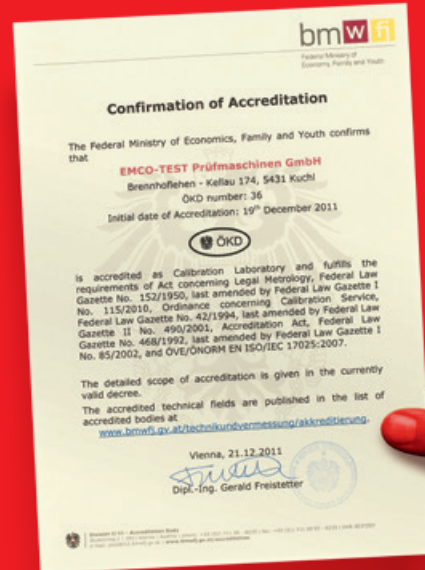 bmwfj
Federal Ministry of
Economy, Family and Youth
Confirmation of Accreditation
The Federal Ministry of Economics, Family and Youth confirms
that
EMCO-TEST Prüfmaschinen GmbH
Brennhoflehen - Kellau 174, 5431 Kuchl
ÖKD number: 36
Initial date of Accreditation: 19th December 2011
ÖKD
is accredited as Calibration Laboratory and fulfills the
requirements of Act concerning Legal Metrology, Federal Law
Gazette No. 152/1950, last amended by Federal Law Gazette I
No. 115/2010, Ordinance concerning Calibration Service,
Federal Law Gazette No. 42/1994, last amended by Federal Law
Gazette II No. 490/2001, Accreditation Act, Federal Law
Gazette No. 468/1992, last amended by Federal Law Gazette I
No. 85/2002, and ÖVE/ÖNORM EN ISO/IEC 17025:2007.
The detailed scope of accreditation is given in the currently
valid decree.
The accredited technical fields are published in the list of
accredited bodies at
www.bmwfj.gv.at/technikundvermessung/akkreditierung.
Vienna, 21.12.2011
Dipl.-Ing. Gerald Freistetter